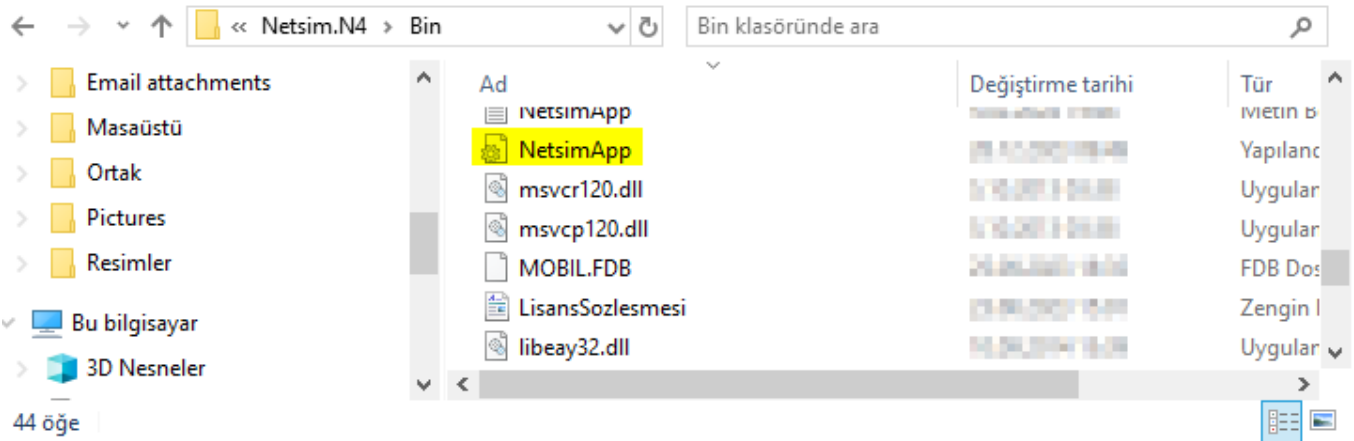 Netsim.N4 > Bin
Bin klasöründe ara
Email attachments
Masaüstü
Ortak
Pictures
Resimler
Bu bilgisayar
3D Nesneler
Ad Değiştirme tarihi Tür
NetsimApp Metin B
NetsimApp Yapılanc
msvcr120.dll Uygular
msvcp120.dll Uygular
MOBIL.FDB FDB Dos
LisansSozlesmesi Zengin
libeay32.dll Uygular
44 öğe